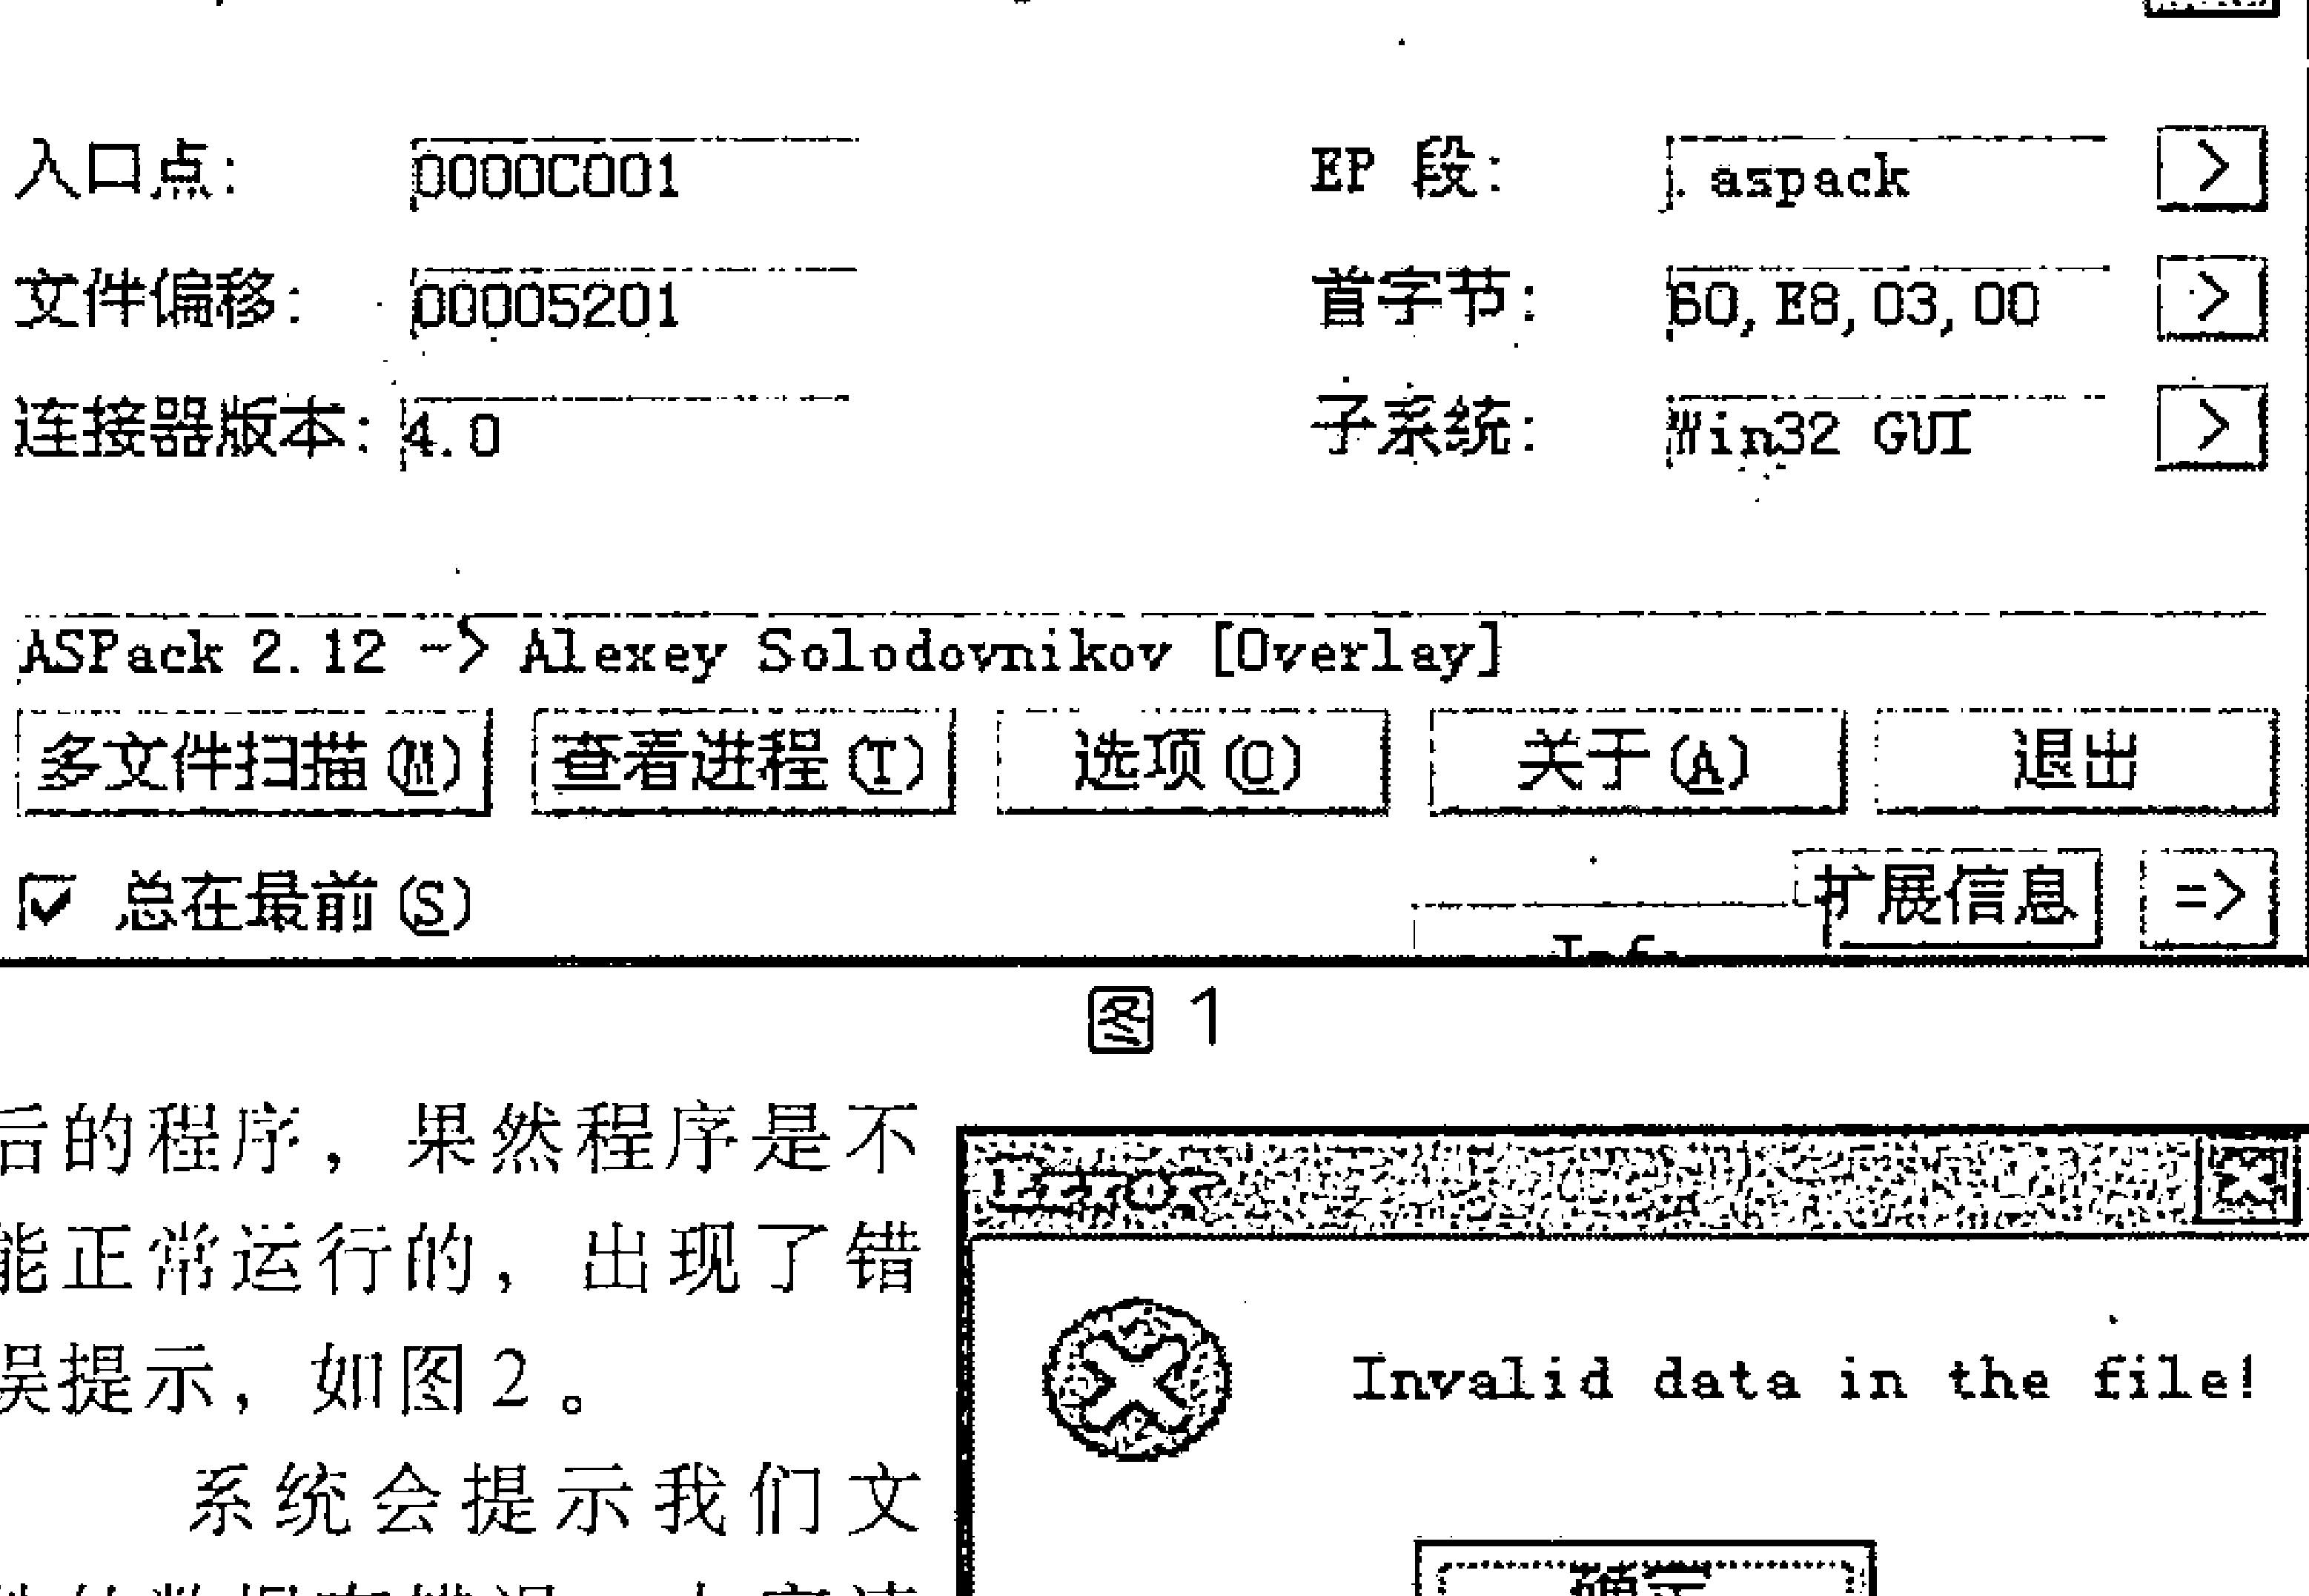 入口点: 0000C001 EP 段: .aspack >
文件偏移: 00005201 首字节: 60,E8,03,00 >
连接器版本: 4.0 子系统: Win32 GUI >
ASPack 2.12 -> Alexey Solodovnikov [Overlay]
多文件扫描(M) 查看进程(T) 选项(O) 关于(A) 退出
总在最前(S) 扩展信息 =>
图 1
后的程序，果然程序是不
能正常运行的，出现了错
误提示，如图2。
系统会提示我们文
Error
Invalid data in the file!
确定